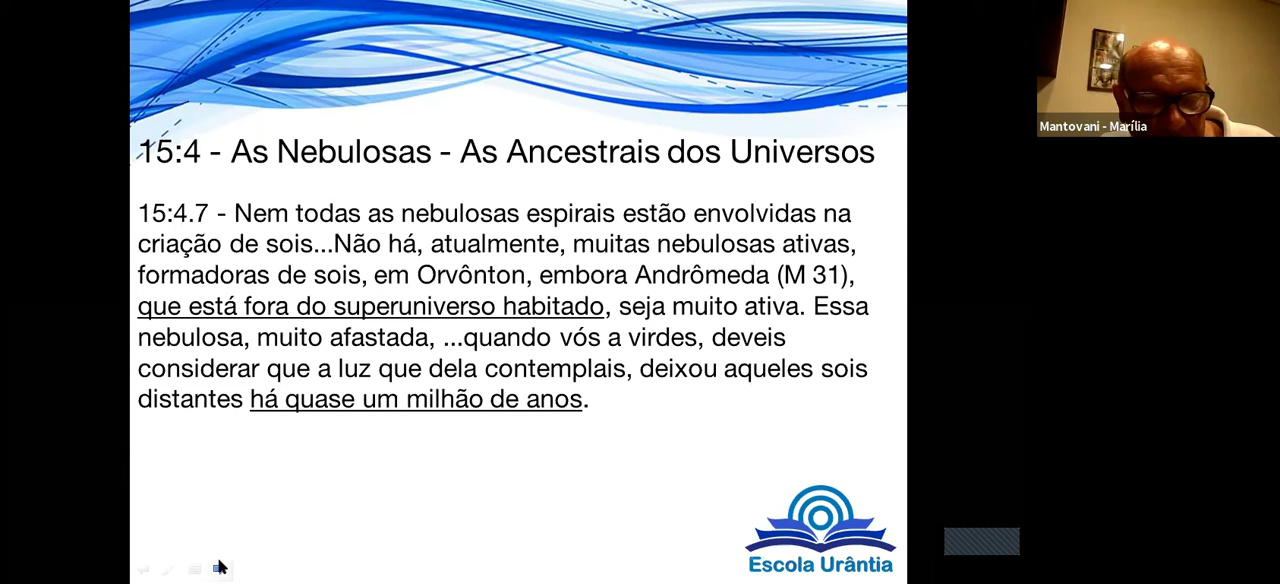 15:4 - As Nebulosas - As Ancestrais dos Universos
15:4.7 - Nem todas as nebulosas espirais estão envolvidas na
criação de sois...Não há, atualmente, muitas nebulosas ativas,
formadoras de sois, em Orvônton, embora Andrômeda (M 31),
que está fora do superuniverso habitado, seja muito ativa. Essa
nebulosa, muito afastada, ...quando vós a virdes, deveis
considerar que a luz que dela contemplais, deixou aqueles sois
distantes há quase um milhão de anos.
Escola Urântia
Mantovani - Marília